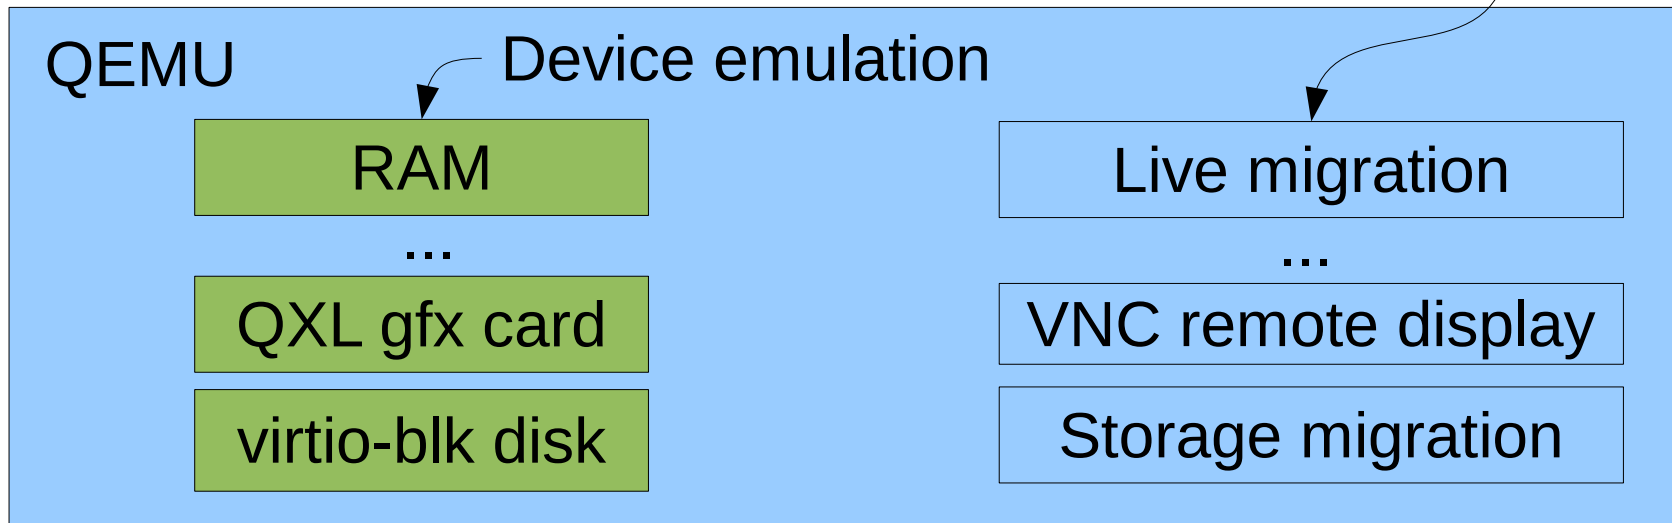 QEMU
Device emulation
RAM
...
QXL gfx card
virtio-blk disk
Live migration
...
VNC remote display
Storage migration